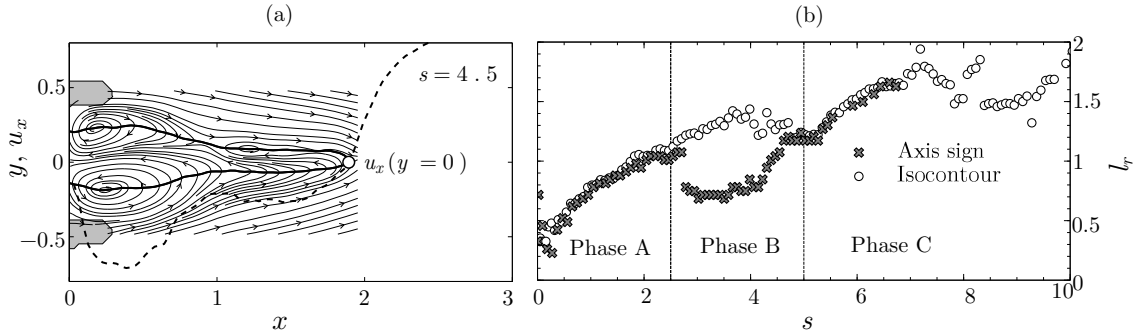 (a)
(b)
y, u_x
0.5
0
−0.5
s = 4 . 5
u_x(y = 0)
0 1 2 3
x
2
1.5
1
0.5
0
l_r
Axis sign
Isocontour
Phase A
Phase B
Phase C
0 2 4 6 8 10
s